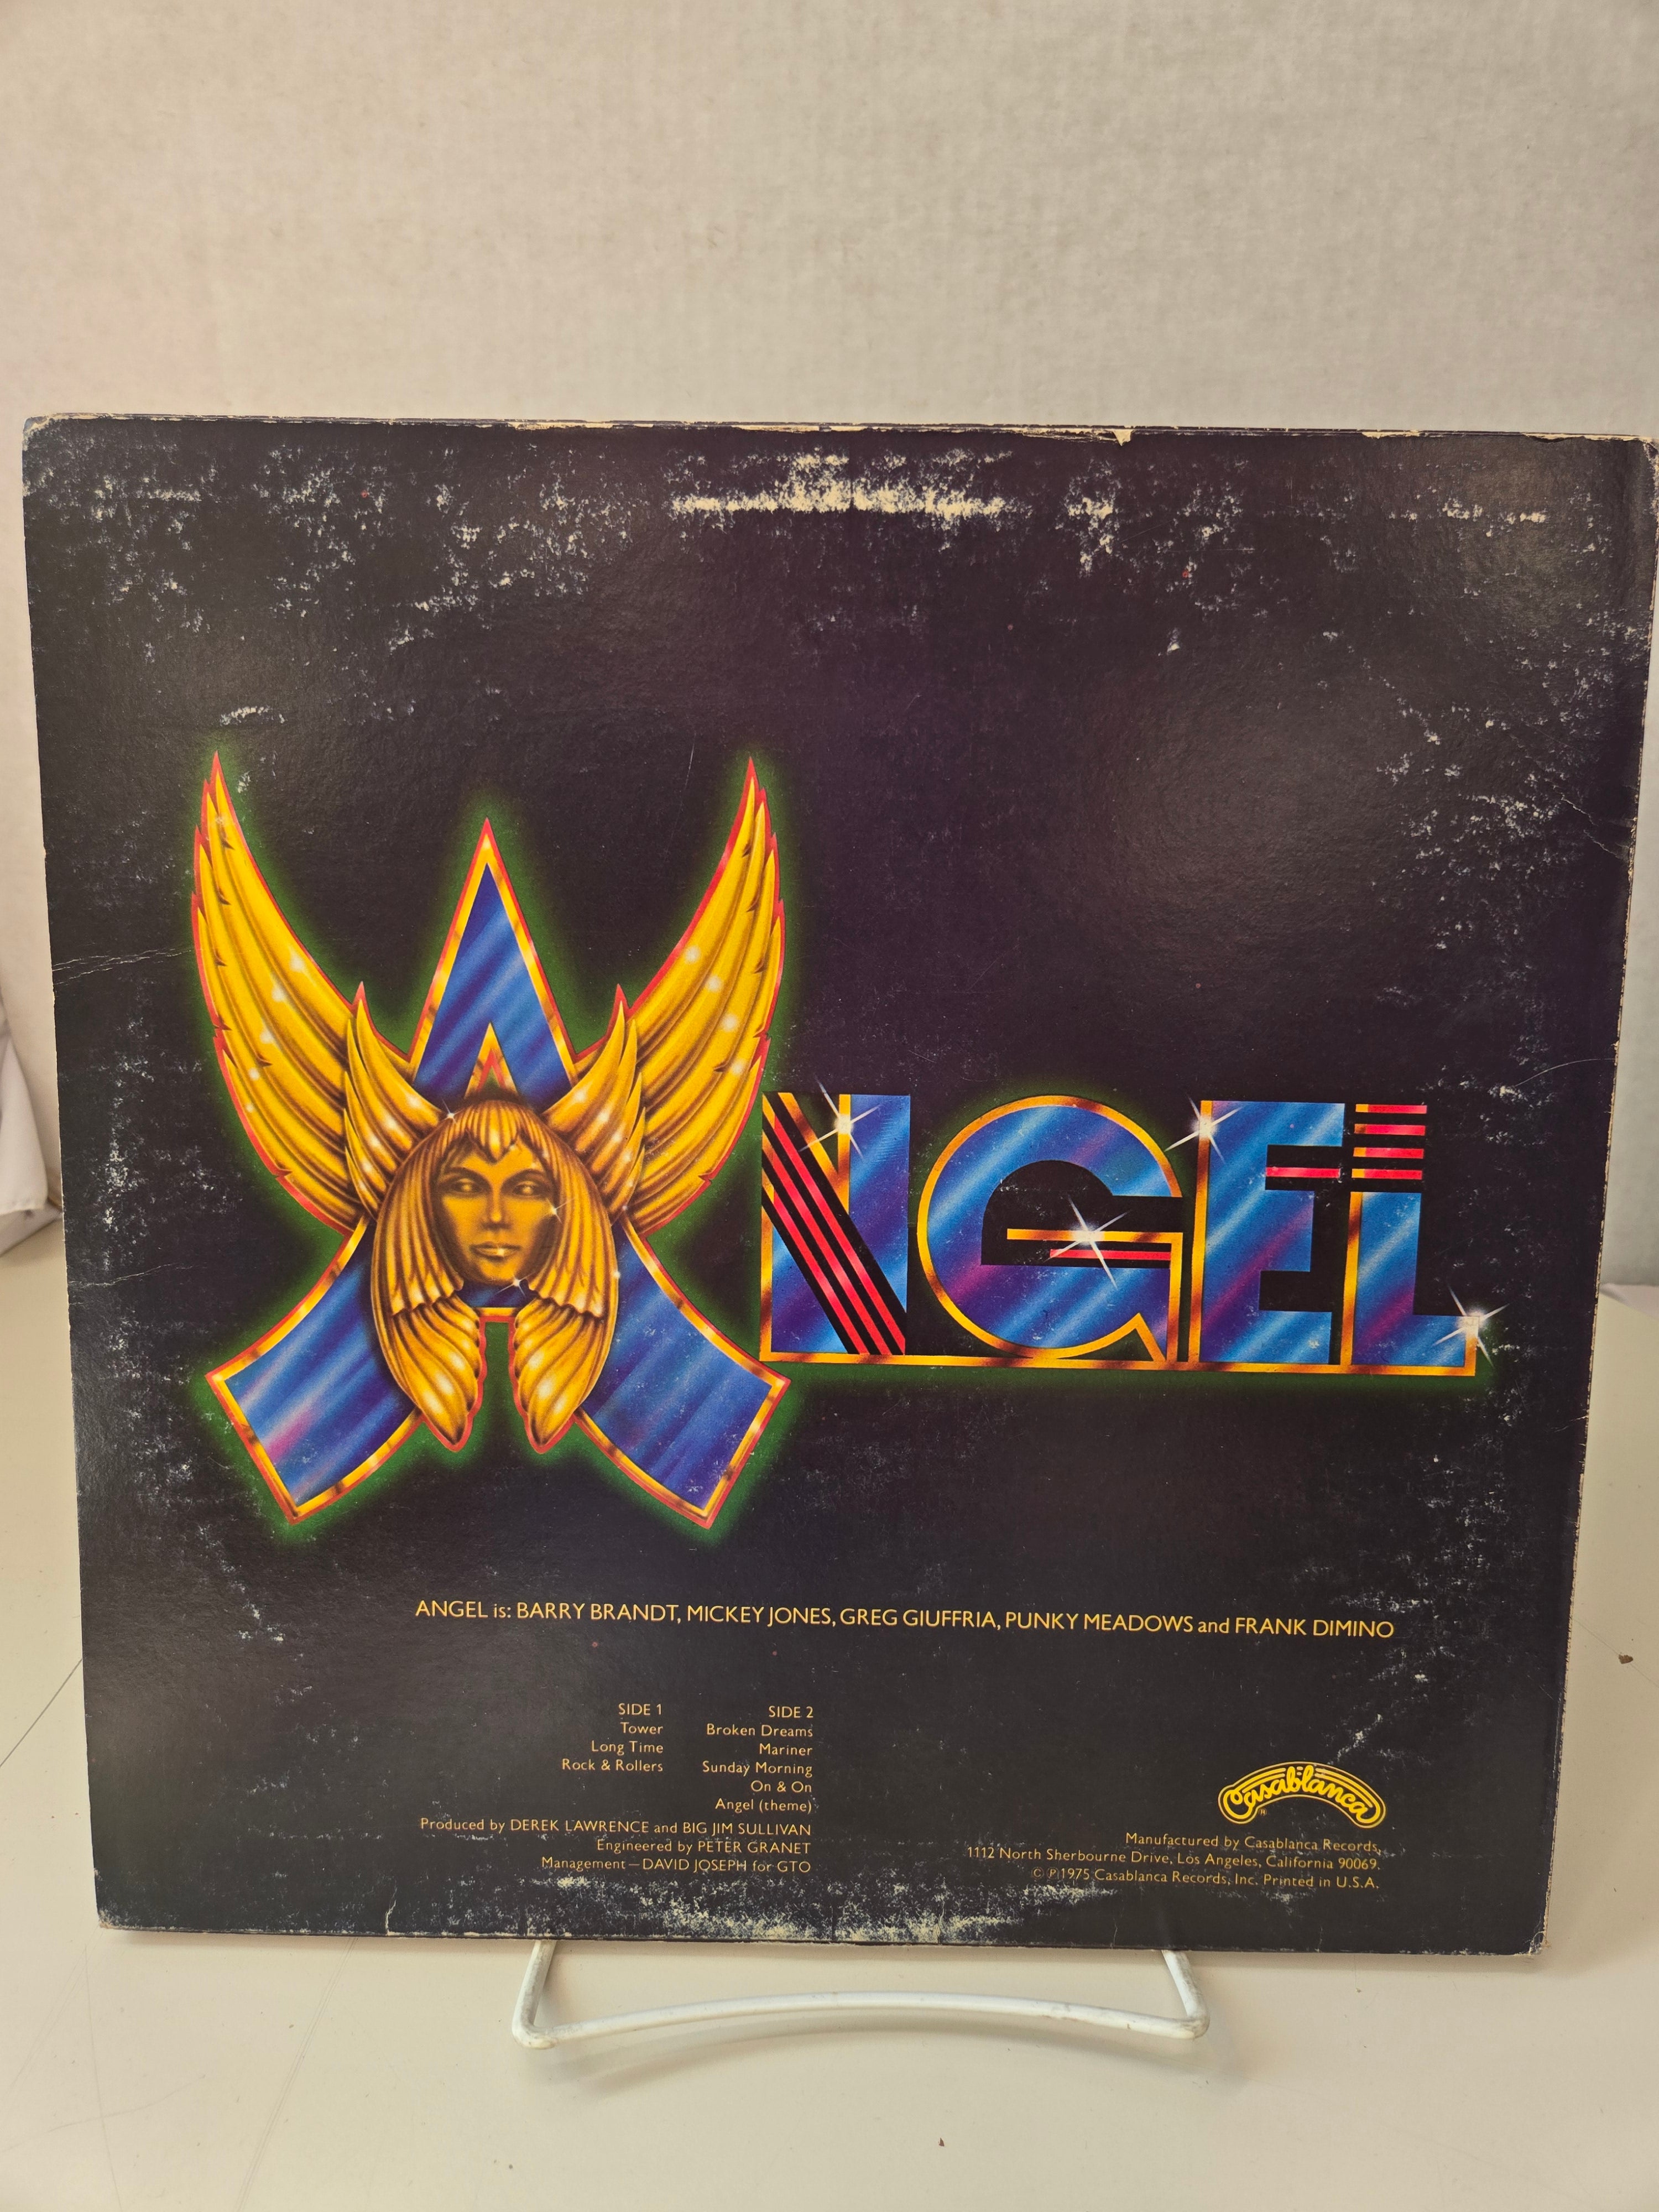 ANGEL
ANGEL is: BARRY BRANDT, MICKEY JONES, GREG GIUFFRIA, PUNKY MEADOWS and FRANK DIMINO
SIDE 1
Tower
Long Time
Rock & Rollers
SIDE 2
Broken Dreams
Mariner
Sunday Morning
On & On
Angel (theme)
Produced by DEREK LAWRENCE and BIG JIM SULLIVAN
Engineered by PETER GRANET
Management—DAVID JOSEPH for GTO
Casablanca ®
Manufactured by Casablanca Records,
1112 North Sherbourne Drive, Los Angeles, California 90069.
© ℗ 1975 Casablanca Records, Inc. Printed in U.S.A.